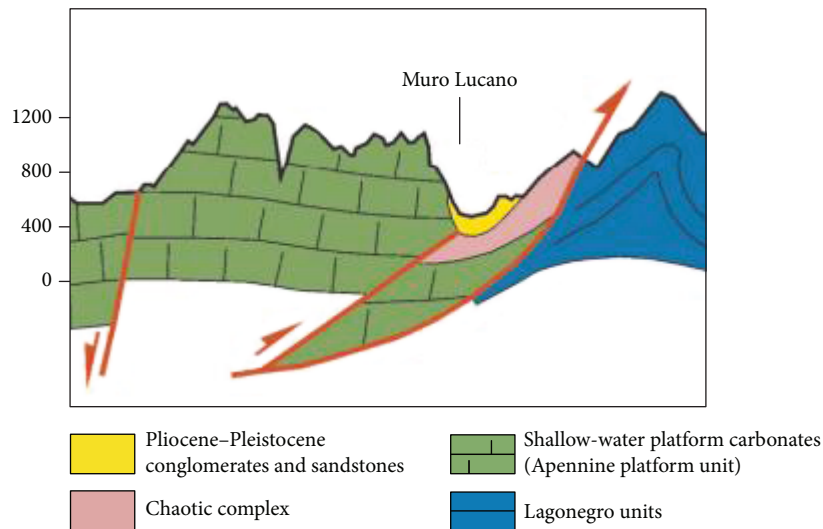 Muro Lucano
1200
800
400
0
Pliocene–Pleistocene
conglomerates and sandstones
Chaotic complex
Shallow-water platform carbonates
(Apennine platform unit)
Lagonegro units